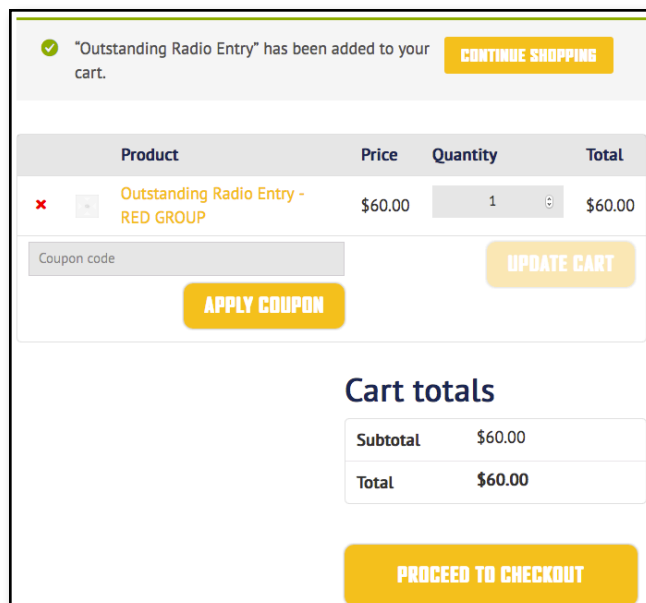 “Outstanding Radio Entry” has been added to your
cart.
CONTINUE SHOPPING
Product Price Quantity Total
Outstanding Radio Entry -
RED GROUP
$60.00 1 $60.00
Coupon code
UPDATE CART
APPLY COUPON
Cart totals
Subtotal $60.00
Total $60.00
PROCEED TO CHECKOUT